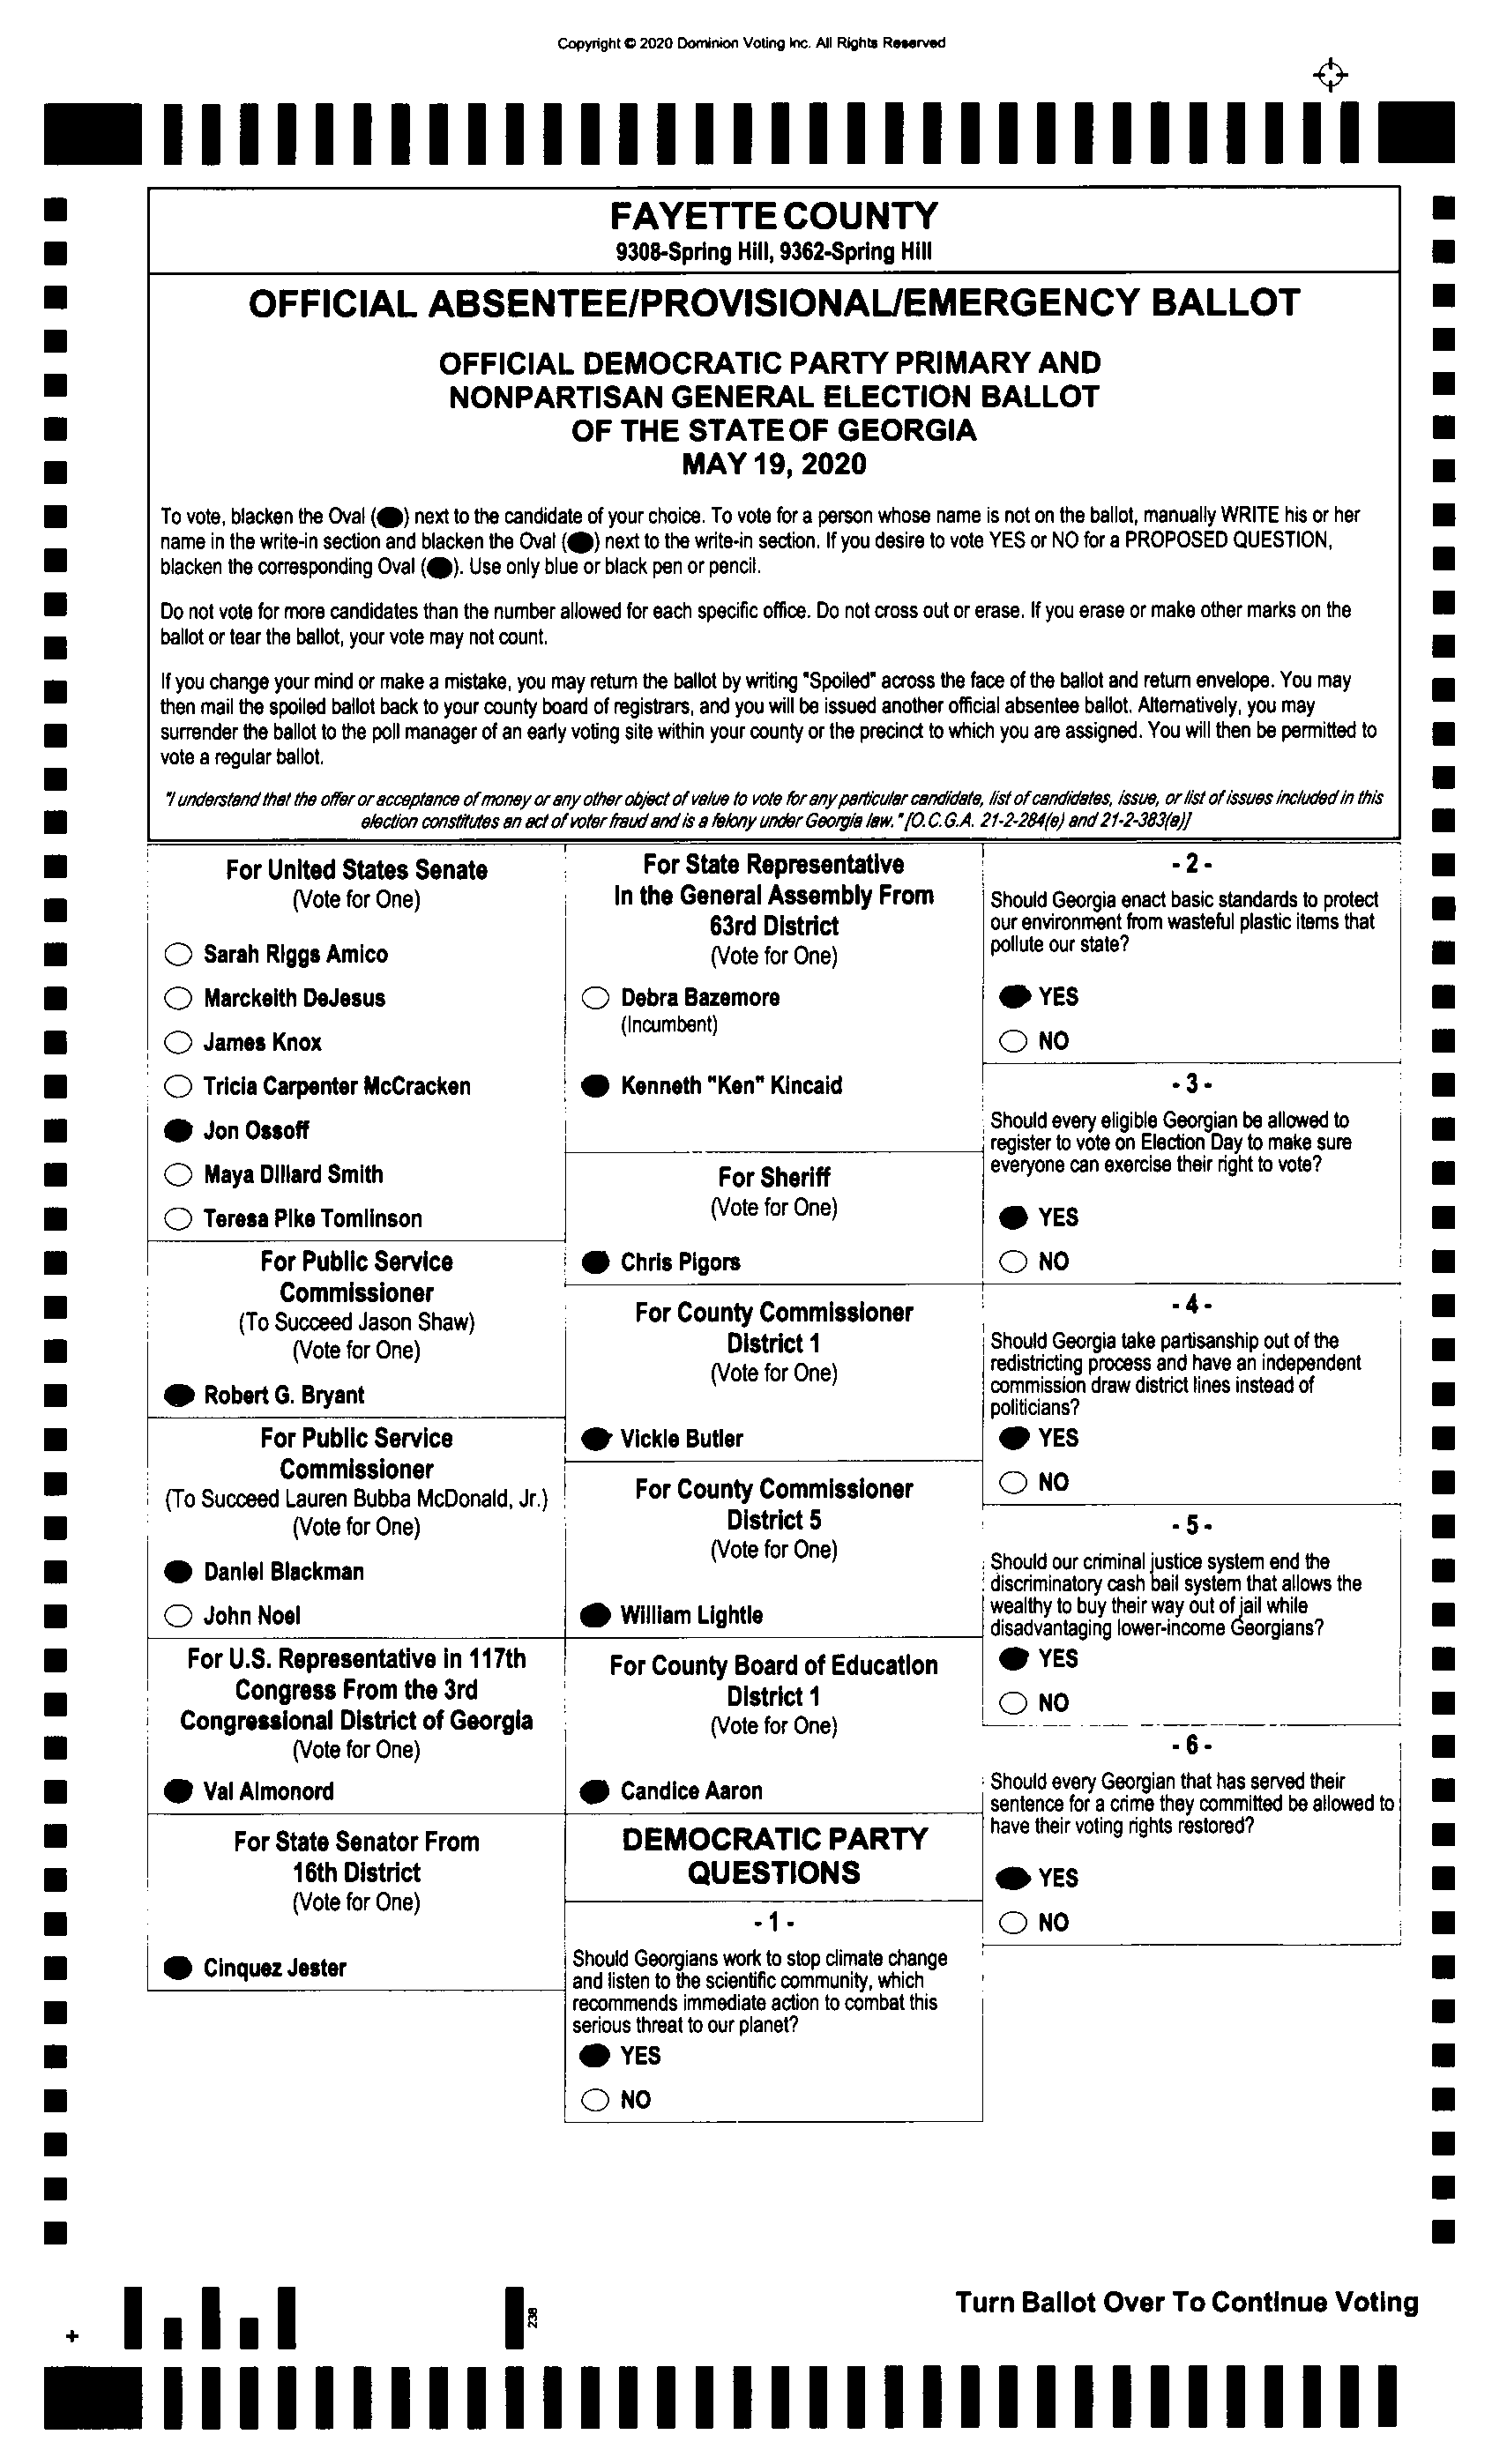 Copyright © 2020 Dominion Voting Inc. All Rights Reserved
FAYETTE COUNTY
9308-Spring Hill, 9362-Spring Hill
OFFICIAL ABSENTEE/PROVISIONAL/EMERGENCY BALLOT
OFFICIAL DEMOCRATIC PARTY PRIMARY AND
NONPARTISAN GENERAL ELECTION BALLOT
OF THE STATE OF GEORGIA
MAY 19, 2020
To vote, blacken the Oval (⬬) next to the candidate of your choice. To vote for a person whose name is not on the ballot, manually WRITE his or her
name in the write-in section and blacken the Oval (⬬) next to the write-in section. If you desire to vote YES or NO for a PROPOSED QUESTION,
blacken the corresponding Oval (⬬). Use only blue or black pen or pencil.
Do not vote for more candidates than the number allowed for each specific office. Do not cross out or erase. If you erase or make other marks on the
ballot or tear the ballot, your vote may not count.
If you change your mind or make a mistake, you may return the ballot by writing "Spoiled" across the face of the ballot and return envelope. You may
then mail the spoiled ballot back to your county board of registrars, and you will be issued another official absentee ballot. Alternatively, you may
surrender the ballot to the poll manager of an early voting site within your county or the precinct to which you are assigned. You will then be permitted to
vote a regular ballot.
"I understand that the offer or acceptance of money or any other object of value to vote for any particular candidate, list of candidates, issue, or list of issues included in this
election constitutes an act of voter fraud and is a felony under Georgia law." [O.C.G.A. 21-2-284(e) and 21-2-383(a)]
For United States Senate
(Vote for One)
Sarah Riggs Amico
Marckeith DeJesus
James Knox
Tricia Carpenter McCracken
Jon Ossoff
Maya Dillard Smith
Teresa Pike Tomlinson
For Public Service
Commissioner
(To Succeed Jason Shaw)
(Vote for One)
Robert G. Bryant
For Public Service
Commissioner
(To Succeed Lauren Bubba McDonald, Jr.)
(Vote for One)
Daniel Blackman
John Noel
For U.S. Representative in 117th
Congress From the 3rd
Congressional District of Georgia
(Vote for One)
Val Almonord
For State Senator From
16th District
(Vote for One)
Cinquez Jester
For State Representative
In the General Assembly From
63rd District
(Vote for One)
Debra Bazemore
(Incumbent)
Kenneth "Ken" Kincaid
For Sheriff
(Vote for One)
Chris Pigors
For County Commissioner
District 1
(Vote for One)
Vickie Butler
For County Commissioner
District 5
(Vote for One)
William Lightle
For County Board of Education
District 1
(Vote for One)
Candice Aaron
DEMOCRATIC PARTY
QUESTIONS
- 1 -
Should Georgians work to stop climate change
and listen to the scientific community, which
recommends immediate action to combat this
serious threat to our planet?
YES
NO
- 2 -
Should Georgia enact basic standards to protect
our environment from wasteful plastic items that
pollute our state?
YES
NO
- 3 -
Should every eligible Georgian be allowed to
register to vote on Election Day to make sure
everyone can exercise their right to vote?
YES
NO
- 4 -
Should Georgia take partisanship out of the
redistricting process and have an independent
commission draw district lines instead of
politicians?
YES
NO
- 5 -
Should our criminal justice system end the
discriminatory cash bail system that allows the
wealthy to buy their way out of jail while
disadvantaging lower-income Georgians?
YES
NO
- 6 -
Should every Georgian that has served their
sentence for a crime they committed be allowed to
have their voting rights restored?
YES
NO
Turn Ballot Over To Continue Voting
238
+